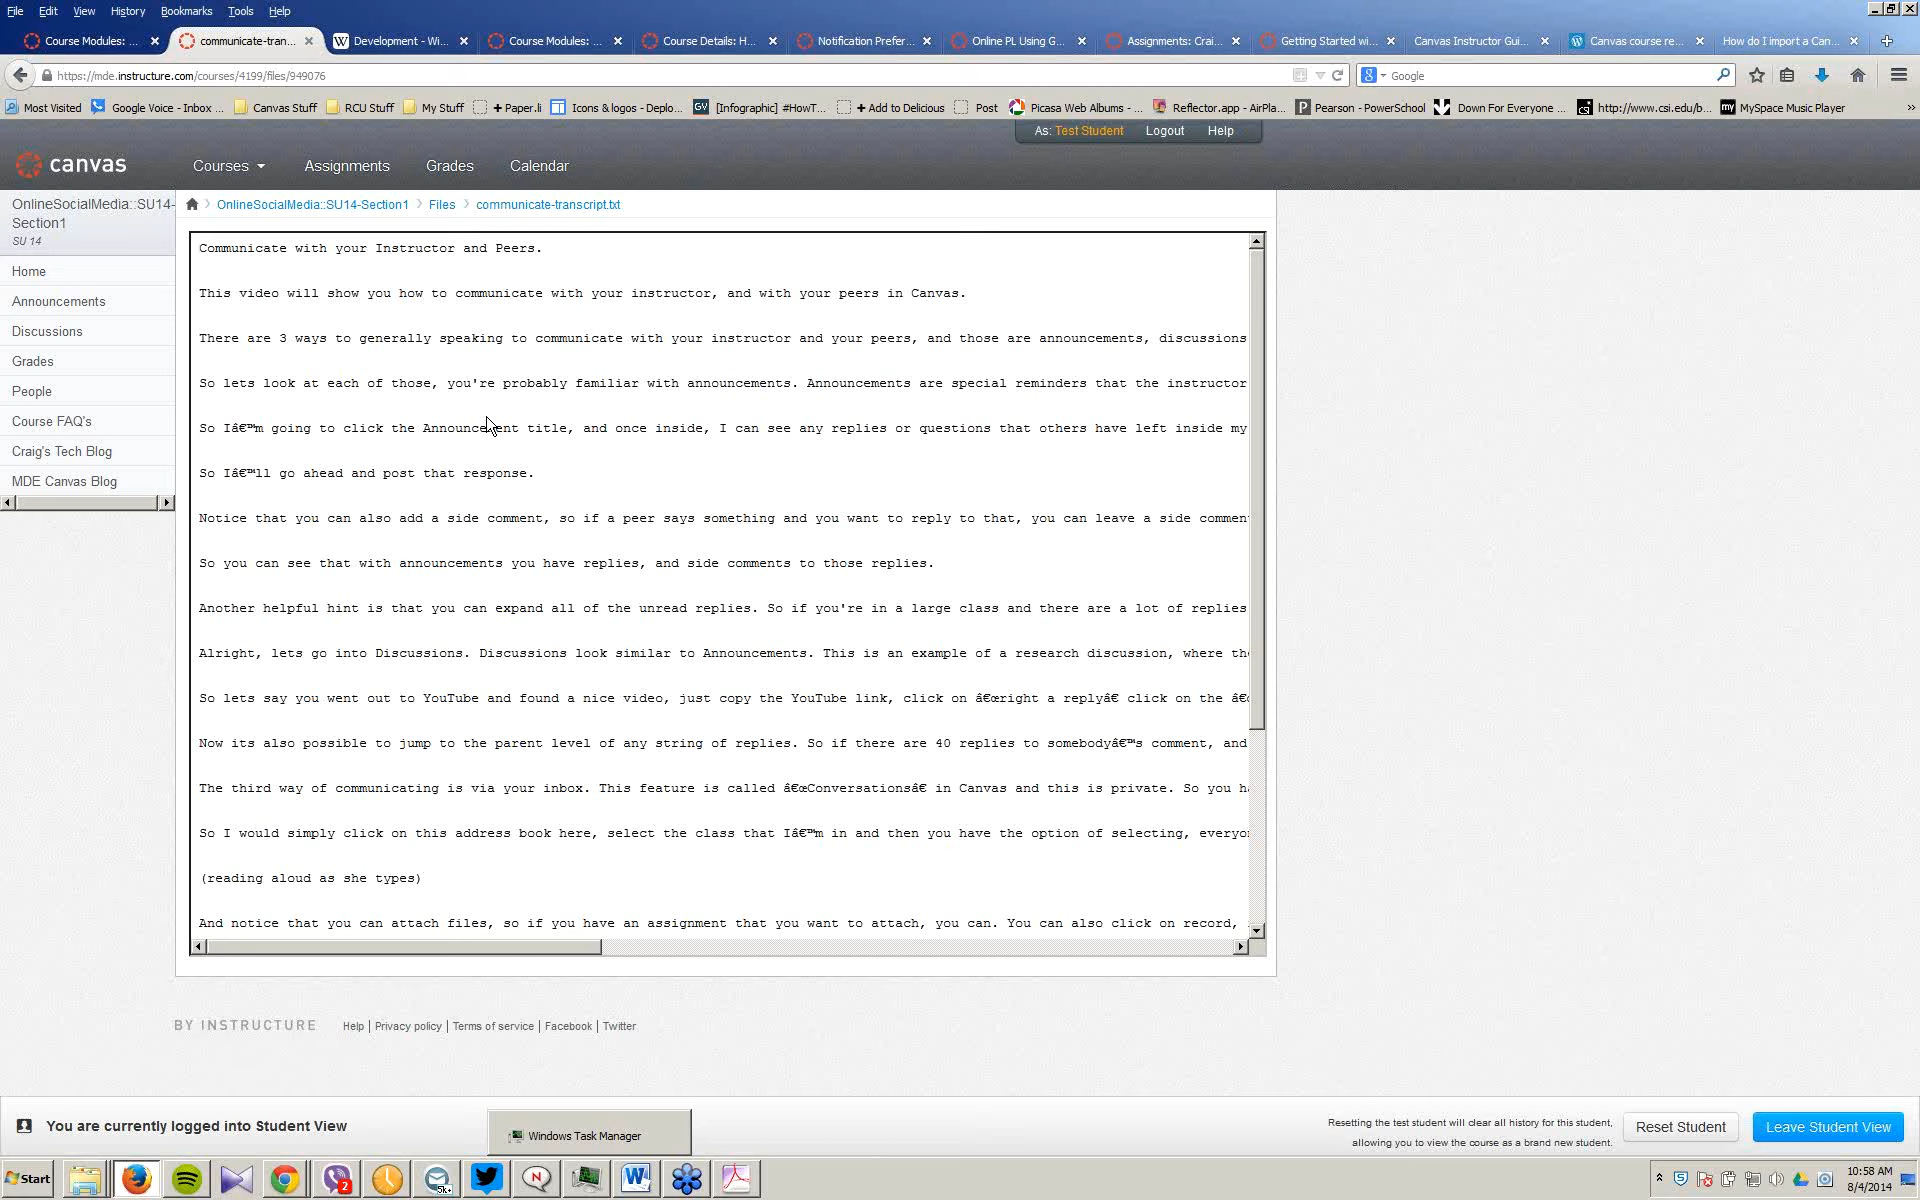 File Edit View History Bookmarks Tools Help
Course Modules: ... communicate-tran... Development - Wi... Course Modules: ... Course Details: H... Notification Prefer... Online PL Using G... Assignments: Crai... Getting Started wi... Canvas Instructor Gui... Canvas course re... How do I import a Can...
https://mde.instructure.com/courses/4199/files/949076 Google
Most Visited Google Voice - Inbox ... Canvas Stuff RCU Stuff My Stuff + Paper.li Icons & logos - Deplo... [Infographic] #HowT... + Add to Delicious Post Picasa Web Albums - ... Reflector.app - AirPla... Pearson - PowerSchool Down For Everyone ... http://www.csi.edu/b... MySpace Music Player
As: Test Student Logout Help
canvas Courses Assignments Grades Calendar
OnlineSocialMedia::SU14-Section1
SU 14
Home
Announcements
Discussions
Grades
People
Course FAQ's
Craig's Tech Blog
MDE Canvas Blog
OnlineSocialMedia::SU14-Section1 Files communicate-transcript.txt
Communicate with your Instructor and Peers.
This video will show you how to communicate with your instructor, and with your peers in Canvas.
There are 3 ways to generally speaking to communicate with your instructor and your peers, and those are announcements, discussions
So lets look at each of those, you're probably familiar with announcements. Announcements are special reminders that the instructor
So Iâ€™m going to click the Announcement title, and once inside, I can see any replies or questions that others have left inside my
So Iâ€™ll go ahead and post that response.
Notice that you can also add a side comment, so if a peer says something and you want to reply to that, you can leave a side commen
So you can see that with announcements you have replies, and side comments to those replies.
Another helpful hint is that you can expand all of the unread replies. So if you're in a large class and there are a lot of replies
Alright, lets go into Discussions. Discussions look similar to Announcements. This is an example of a research discussion, where th
So lets say you went out to YouTube and found a nice video, just copy the YouTube link, click on â€œright a replyâ€ click on the â€œ
Now its also possible to jump to the parent level of any string of replies. So if there are 40 replies to somebodyâ€™s comment, and
The third way of communicating is via your inbox. This feature is called â€œConversationsâ€ in Canvas and this is private. So you h
So I would simply click on this address book here, select the class that Iâ€™m in and then you have the option of selecting, everyo
(reading aloud as she types)
And notice that you can attach files, so if you have an assignment that you want to attach, you can. You can also click on record,
BY INSTRUCTURE Help | Privacy policy | Terms of service | Facebook | Twitter
You are currently logged into Student View
Windows Task Manager
Resetting the test student will clear all history for this student,
allowing you to view the course as a brand new student.
Reset Student Leave Student View
Start
10:58 AM
8/4/2014